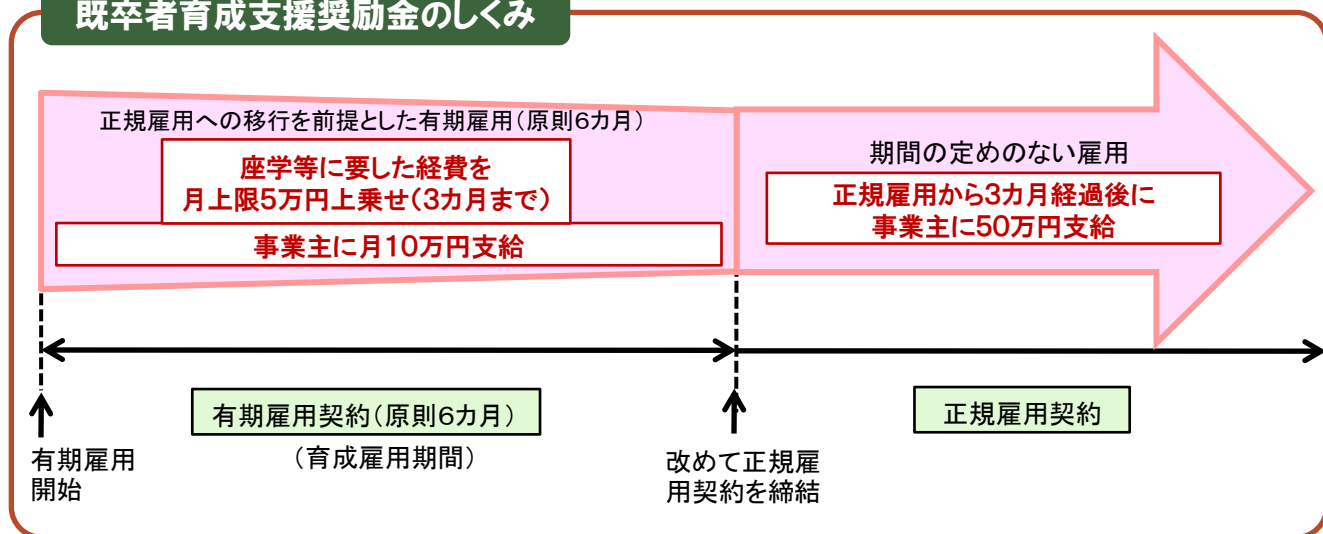 既卒者育成支援奨励金のしくみ
正規雇用への移行を前提とした有期雇用(原則6カ月)
座学等に要した経費を
月上限5万円上乗せ(3カ月まで)
事業主に月10万円支給
期間の定めのない雇用
正規雇用から3カ月経過後に
事業主に50万円支給
有期雇用契約(原則6カ月)
(育成雇用期間)
正規雇用契約
有期雇用
開始
改めて正規雇
用契約を締結